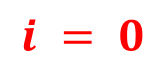 i = 0